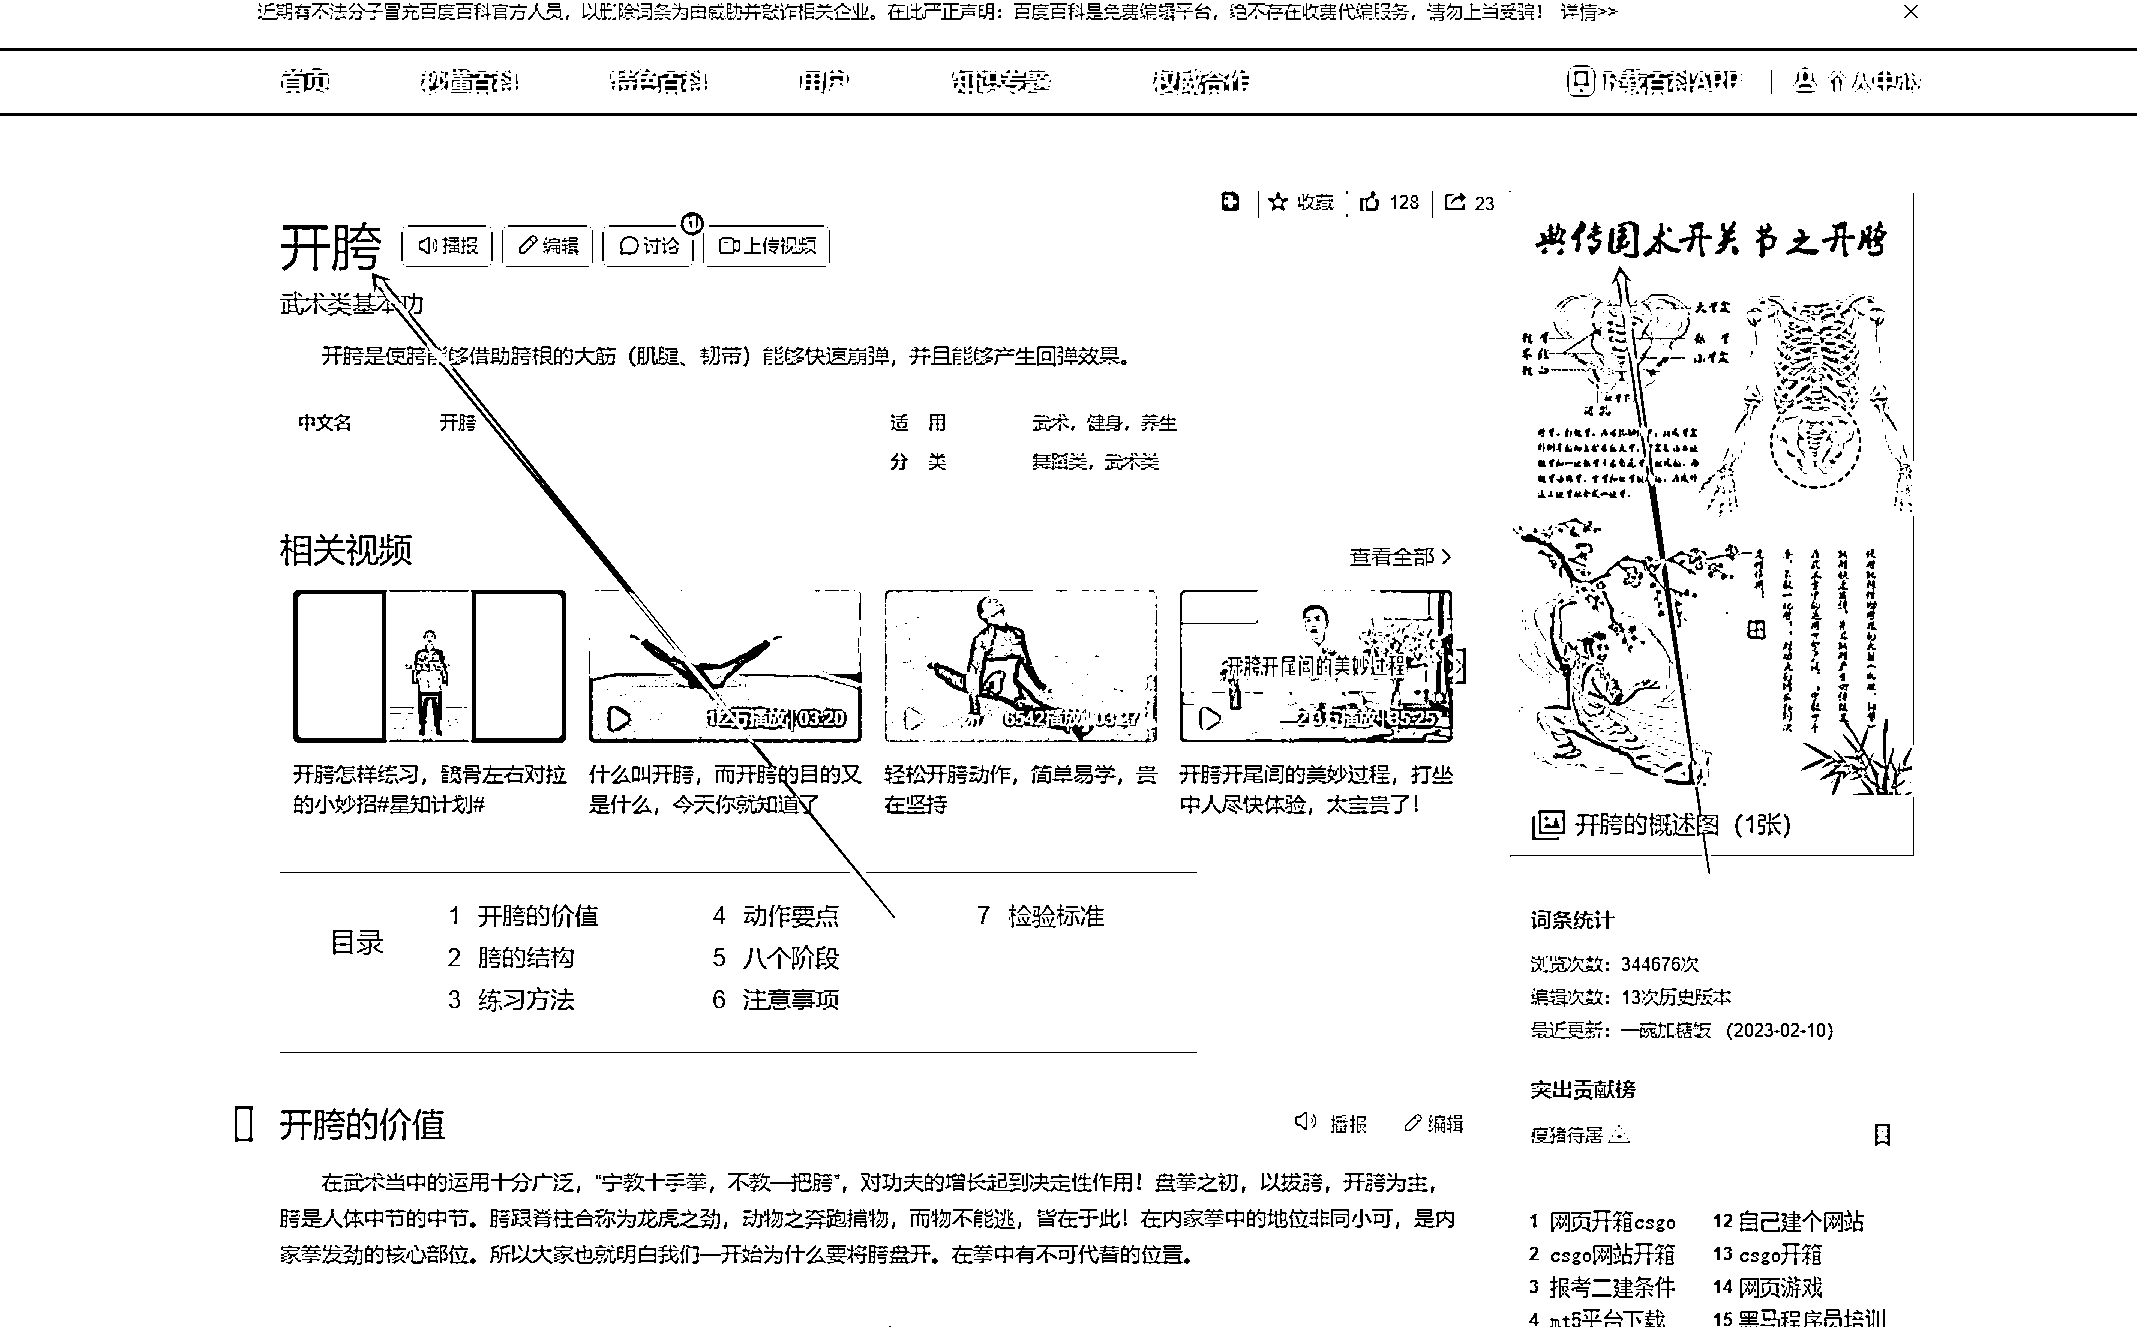 近期有不法分子冒充百度百科官方人员，以删除词条为由威胁并敲诈相关企业。在此严正声明：百度百科是免费编辑平台，绝不存在收费代编服务，请勿上当受骗！ 详情>>
首页 秒懂百科 特色百科 用户 知识专题 权威合作 下载百科APP 个人中心
收藏 128 23
开胯 播报 编辑 讨论 1 上传视频
武术类基本功
开胯是使胯能够借助胯根的大筋（肌腱、韧带）能够快速崩弹，并且能够产生回弹效果。
中文名 开胯 适 用 武术，健身，养生
分 类 舞蹈类，武术类
相关视频 查看全部
03:20
6542播放 03:27
开胯开尾闾的美妙过程
35:25
开胯怎样练习，髋骨左右对拉的小妙招#星知计划#
什么叫开胯，而开胯的目的又是什么，今天你就知道了
轻松开胯动作，简单易学，贵在坚持
开胯开尾闾的美妙过程，打坐中人尽快体验，太宝贵了！
目录
1 开胯的价值
2 胯的结构
3 练习方法
4 动作要点
5 八个阶段
6 注意事项
7 检验标准
开胯的价值 播报 编辑
在武术当中的运用十分广泛，“宁教十手拳，不教一把胯”，对功夫的增长起到决定性作用！盘拳之初，以拔胯，开胯为主，
胯是人体中节的中节。胯跟脊柱合称为龙虎之劲，动物之奔跑捕物，而物不能逃，皆在于此！在内家拳中的地位非同小可，是内
家拳发劲的核心部位。所以大家也就明白我们一开始为什么要将胯盘开。在拳中有不可代替的位置。
典传国术开关节之开胯
开胯的概述图（1张）
词条统计
浏览次数：344676次
编辑次数：13次历史版本
最近更新：一碗加糖饭（2023-02-10）
突出贡献榜
瘦猪待屠
1 网页开箱csgo 12 自己建个网站
2 csgo网站开箱 13 csgo开箱
3 报考二建条件 14 网页游戏
4 mt5平台下载 15 黑马程序员培训